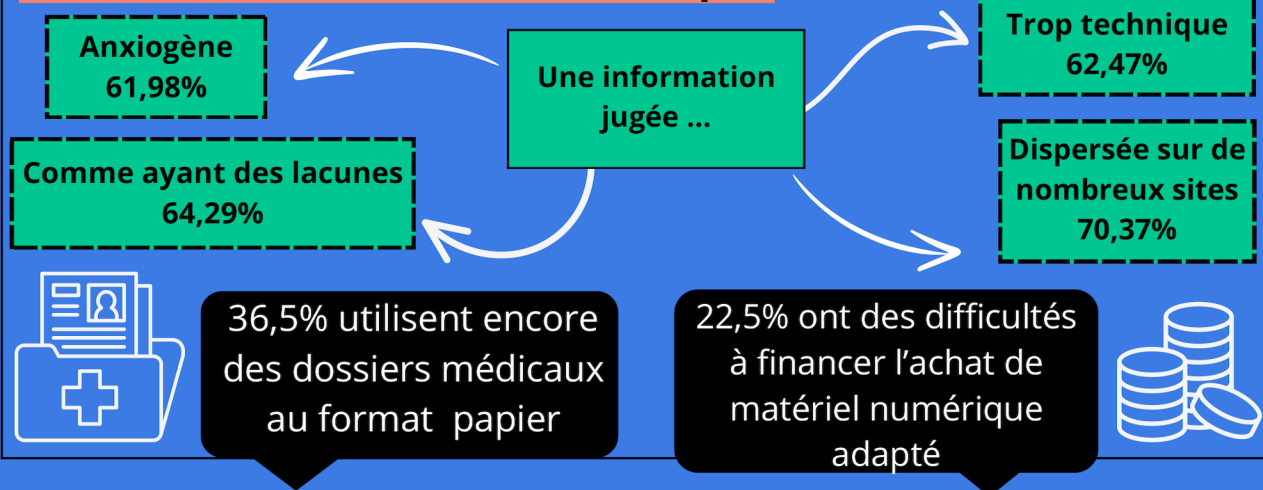 Anxiogène
61,98%
Une information
jugée ...
Trop technique
62,47%
Comme ayant des lacunes
64,29%
Dispersée sur de
nombreux sites
70,37%
36,5% utilisent encore
des dossiers médicaux
au format papier
22,5% ont des difficultés
à financer l’achat de
matériel numérique
adapté